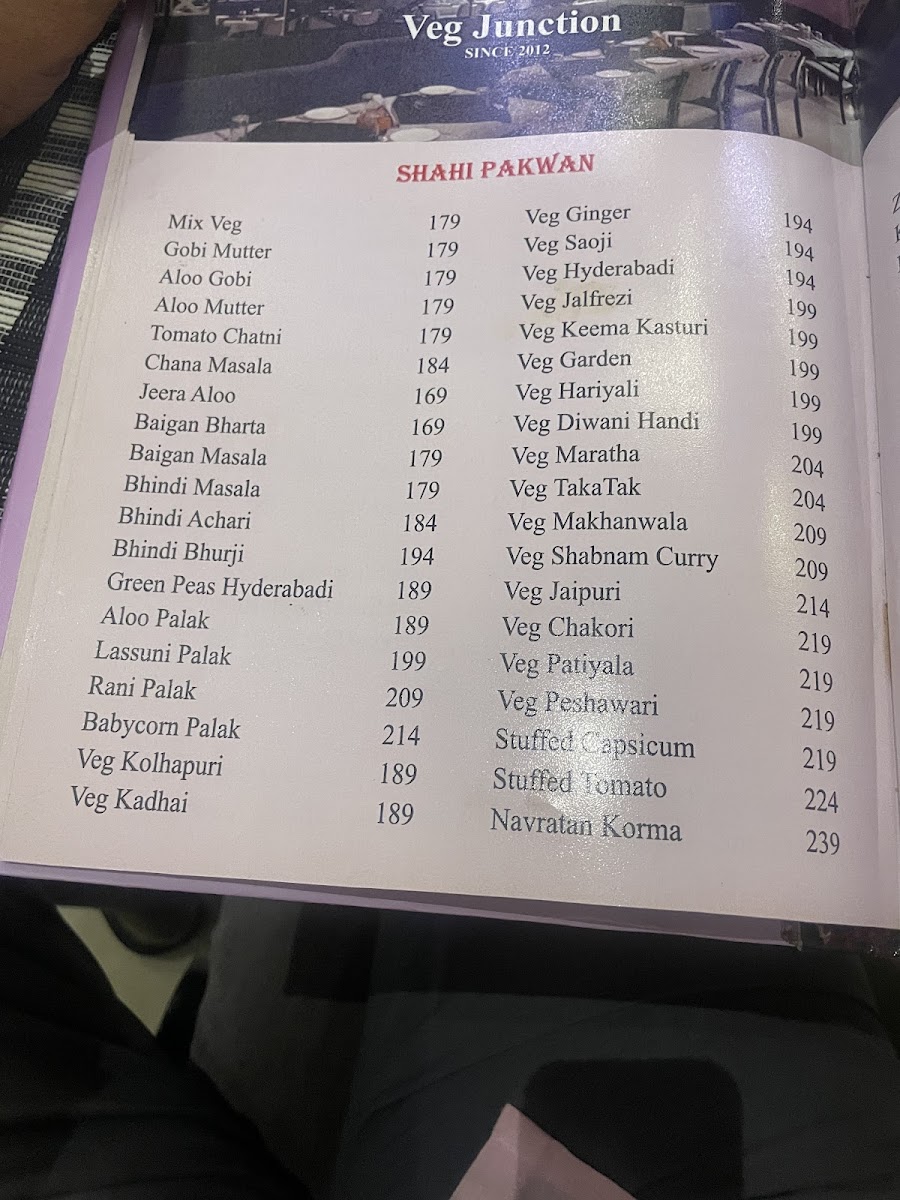 Veg Junction
SINCE 2012
SHAHI PAKWAN
Mix Veg 179
Gobi Mutter 179
Aloo Gobi 179
Aloo Mutter 179
Tomato Chatni 179
Chana Masala 184
Jeera Aloo 169
Baigan Bharta 169
Baigan Masala 179
Bhindi Masala 179
Bhindi Achari 184
Bhindi Bhurji 194
Green Peas Hyderabadi 189
Aloo Palak 189
Lassuni Palak 199
Rani Palak 209
Babycorn Palak 214
Veg Kolhapuri 189
Veg Kadhai 189
Veg Ginger 194
Veg Saoji 194
Veg Hyderabadi 194
Veg Jalfrezi 199
Veg Keema Kasturi 199
Veg Garden 199
Veg Hariyali 199
Veg Diwani Handi 199
Veg Maratha 204
Veg TakaTak 204
Veg Makhanwala 209
Veg Shabnam Curry 209
Veg Jaipuri 214
Veg Chakori 219
Veg Patiyala 219
Veg Peshawari 219
Stuffed Capsicum 219
Stuffed Tomato 224
Navratan Korma 239